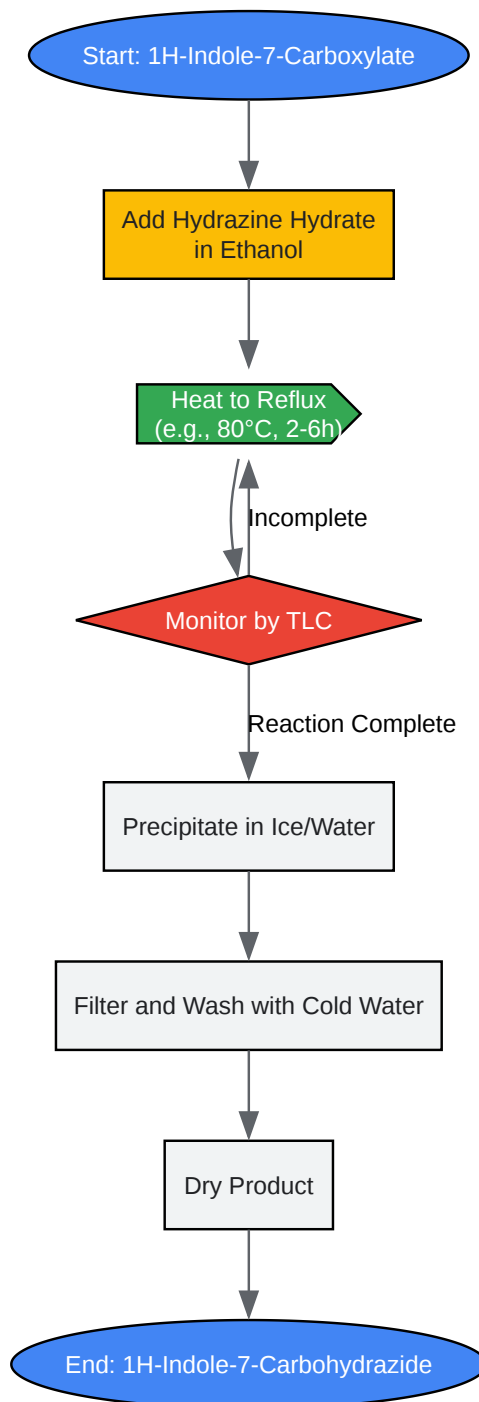 Start: 1H-Indole-7-Carboxylate
Add Hydrazine Hydrate
in Ethanol
Heat to Reflux
(e.g., 80°C, 2-6h)
Incomplete
Monitor by TLC
Reaction Complete
Precipitate in Ice/Water
Filter and Wash with Cold Water
Dry Product
End: 1H-Indole-7-Carbohydrazide